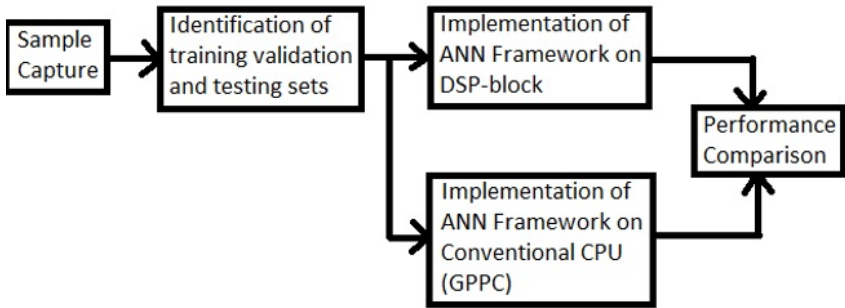 Sample
Capture
Identification of
training validation
and testing sets
Implementation of
ANN Framework on
DSP-block
Implementation of
ANN Framework on
Conventional CPU
(GPPC)
Performance
Comparison